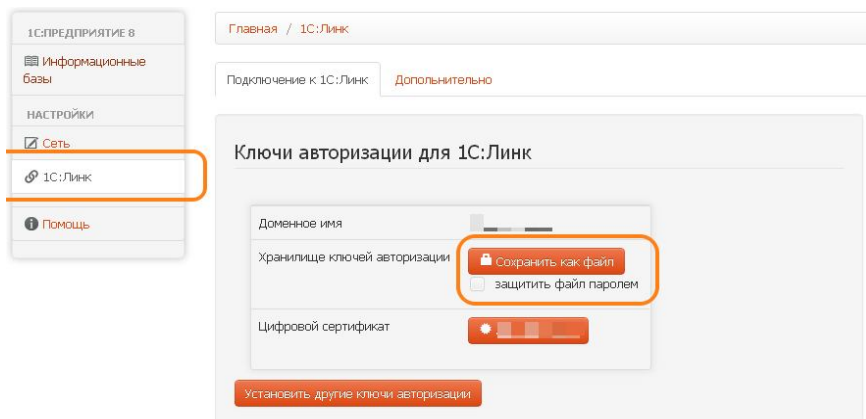 1С:ПРЕДПРИЯТИЕ 8
Информационные
базы
НАСТРОЙКИ
Сеть
1С:Линк
Помощь
Главная / 1С:Линк
Подключение к 1С:Линк
Допольнительно
Ключи авторизации для 1С:Линк
Доменное имя
Хранилище ключей авторизации
Сохранить как файл
защитить файл паролем
Цифровой сертификат
Установить другие ключи авторизации